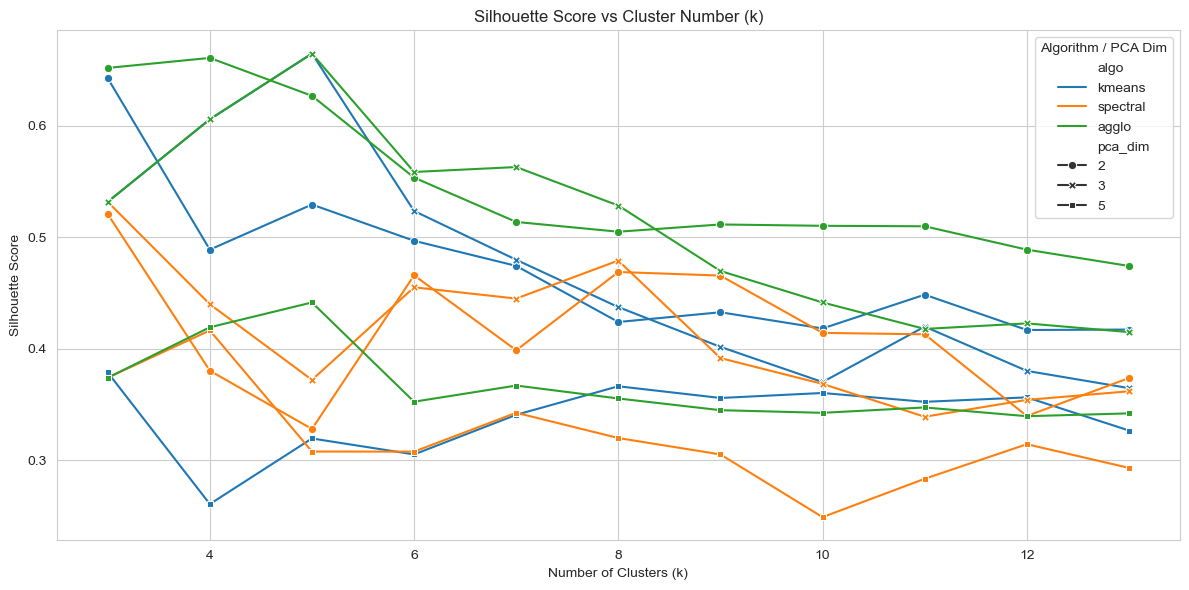 Silhouette Score vs Cluster Number (k)
Algorithm / PCA Dim
algo
kmeans
spectral
agglo
pca_dim
2
3
5
Silhouette Score
0.6
0.5
0.4
0.3
4
6
8
10
12
Number of Clusters (k)